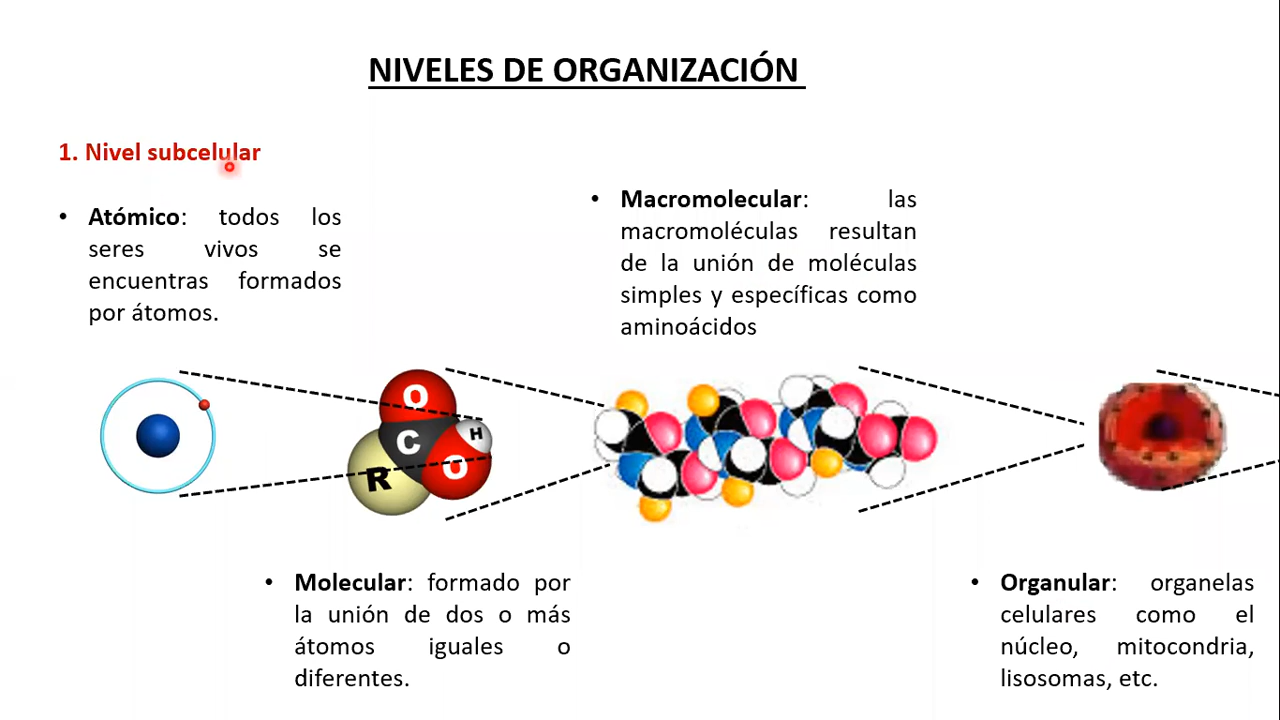 NIVELES DE ORGANIZACIÓN
1. Nivel subcelular
• Atómico: todos los
seres vivos se
encuentras formados
por átomos.
• Macromolecular: las
macromoléculas resultan
de la unión de moléculas
simples y específicas como
aminoácidos
O
C
H
O
R
• Molecular: formado por
la unión de dos o más
átomos iguales o
diferentes.
• Organular: organelas
celulares como el
núcleo, mitocondria,
lisosomas, etc.